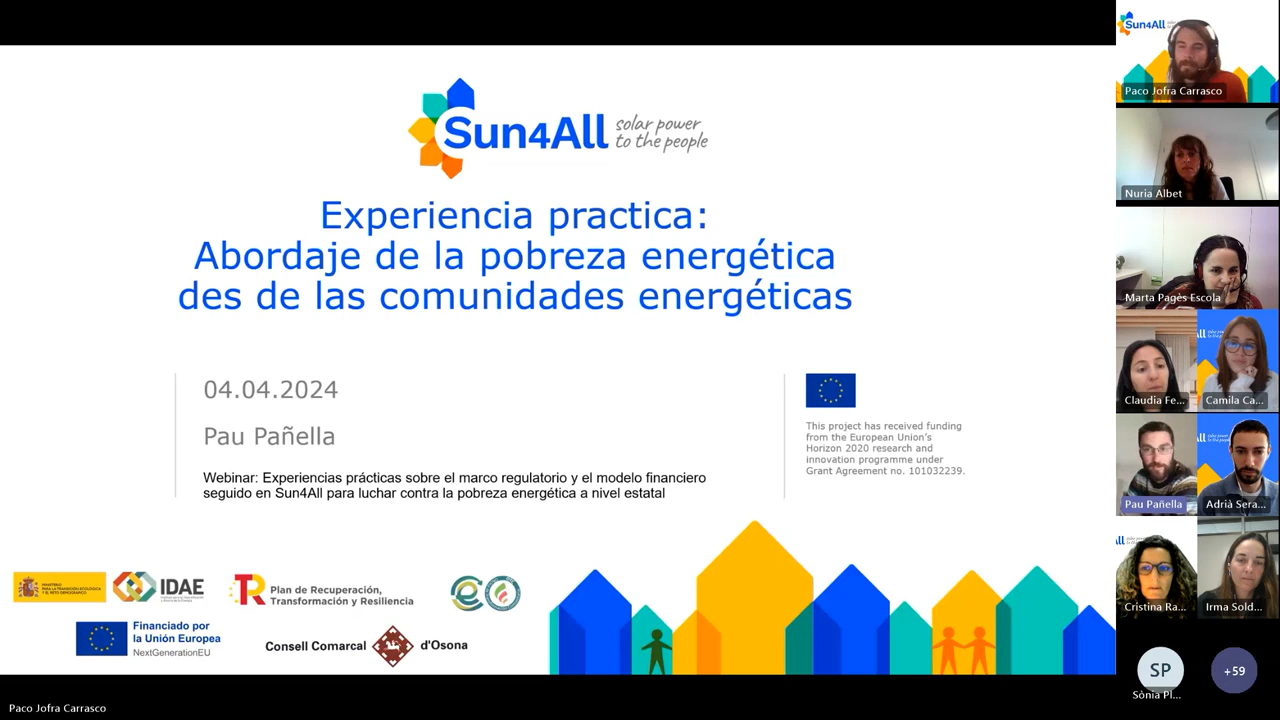 Sun4All
solar power
to the people
Experiencia practica:
Abordaje de la pobreza energética
des de las comunidades energéticas
04.04.2024
Pau Pañella
Webinar: Experiencias prácticas sobre el marco regulatorio y el modelo financiero
seguido en Sun4All para luchar contra la pobreza energética a nivel estatal
This project has received funding
from the European Union's
Horizon 2020 research and
innovation programme under
Grant Agreement no. 101032239.
IDAE
Plan de Recuperación,
Transformación y Resiliencia
Financiado por
la Unión Europea
NextGenerationEU
Consell Comarcal
d'Osona
Sun4All
Paco Jofra Carrasco
Nuria Albet
Marta Pagès Escola
Claudia Fe...
Camila Ca...
Pau Pañella
Adrià Sera...
Cristina Ra...
Irma Sold...
SP
Sònia Pl...
+59
Paco Jofra Carrasco